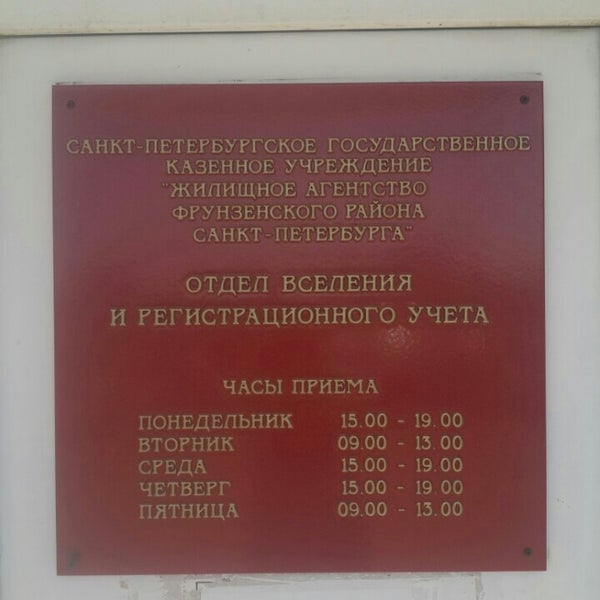 САНКТ-ПЕТЕРБУРГСКОЕ ГОСУДАРСТВЕННОЕ
КАЗЕННОЕ УЧРЕЖДЕНИЕ
"ЖИЛИЩНОЕ АГЕНТСТВО
ФРУНЗЕНСКОГО РАЙОНА
САНКТ-ПЕТЕРБУРГА"
ОТДЕЛ ВСЕЛЕНИЯ
И РЕГИСТРАЦИОННОГО УЧЕТА
ЧАСЫ ПРИЕМА
ПОНЕДЕЛЬНИК 15.00 - 19.00
ВТОРНИК 09.00 - 13.00
СРЕДА 15.00 - 19.00
ЧЕТВЕРГ 15.00 - 19.00
ПЯТНИЦА 09.00 - 13.00